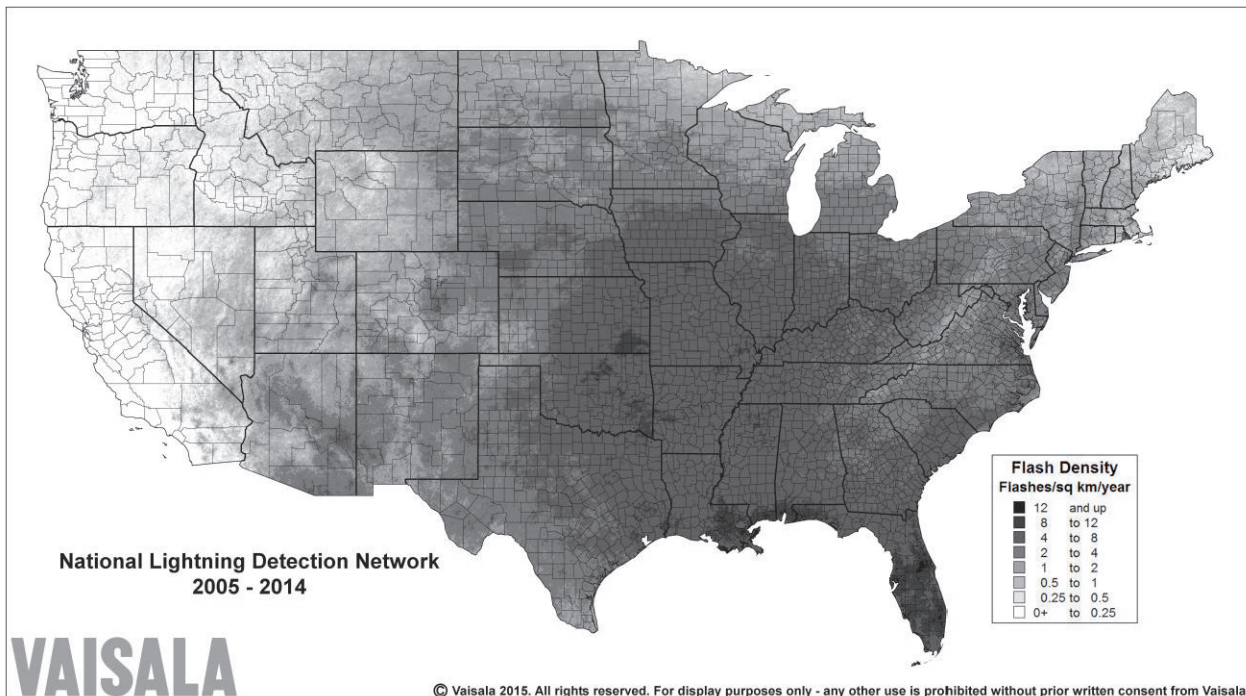 National Lightning Detection Network
2005 - 2014
Flash Density
Flashes/sq km/year
12 and up
8 to 12
4 to 8
2 to 4
1 to 2
0.5 to 1
0.25 to 0.5
0+ to 0.25
VAISALA
© Vaisala 2015. All rights reserved. For display purposes only - any other use is prohibited without prior written consent from Vaisala